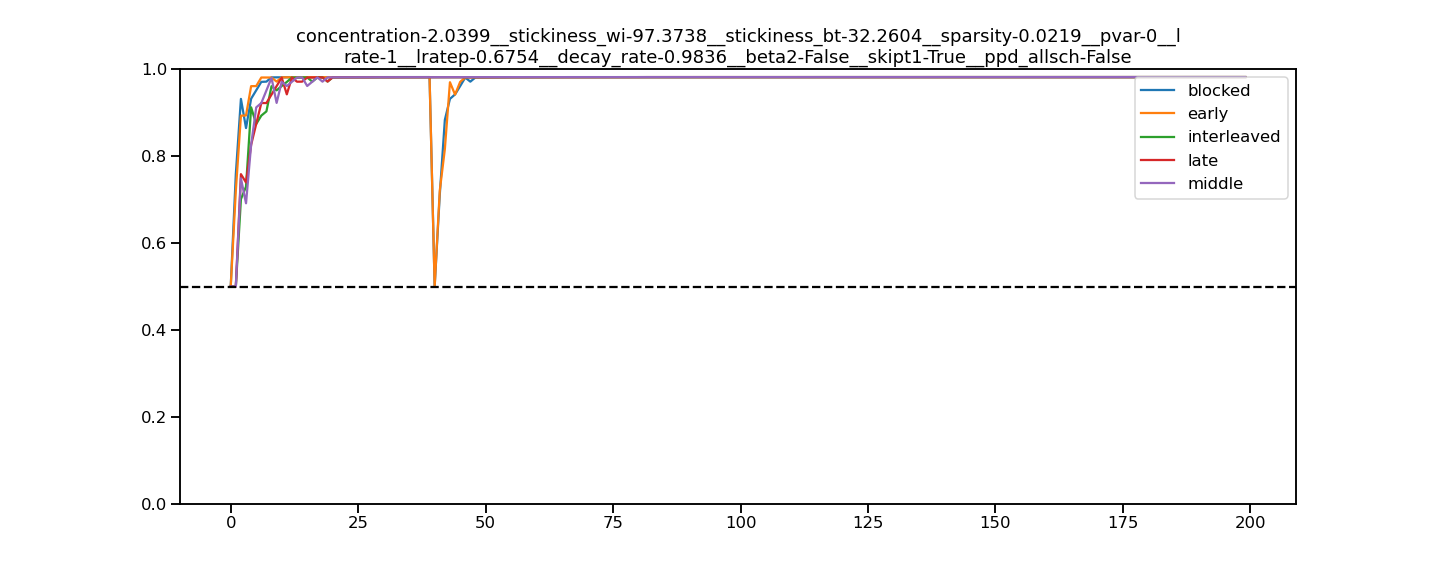 concentration-2.0399__stickiness_wi-97.3738__stickiness_bt-32.2604__sparsity-0.0219__pvar-0__l
rate-1__lratep-0.6754__decay_rate-0.9836__beta2-False__skipt1-True__ppd_allsch-False
1.0
0.8
0.6
0.4
0.2
0.0
blocked
early
interleaved
late
middle
0 25 50 75 100 125 150 175 200